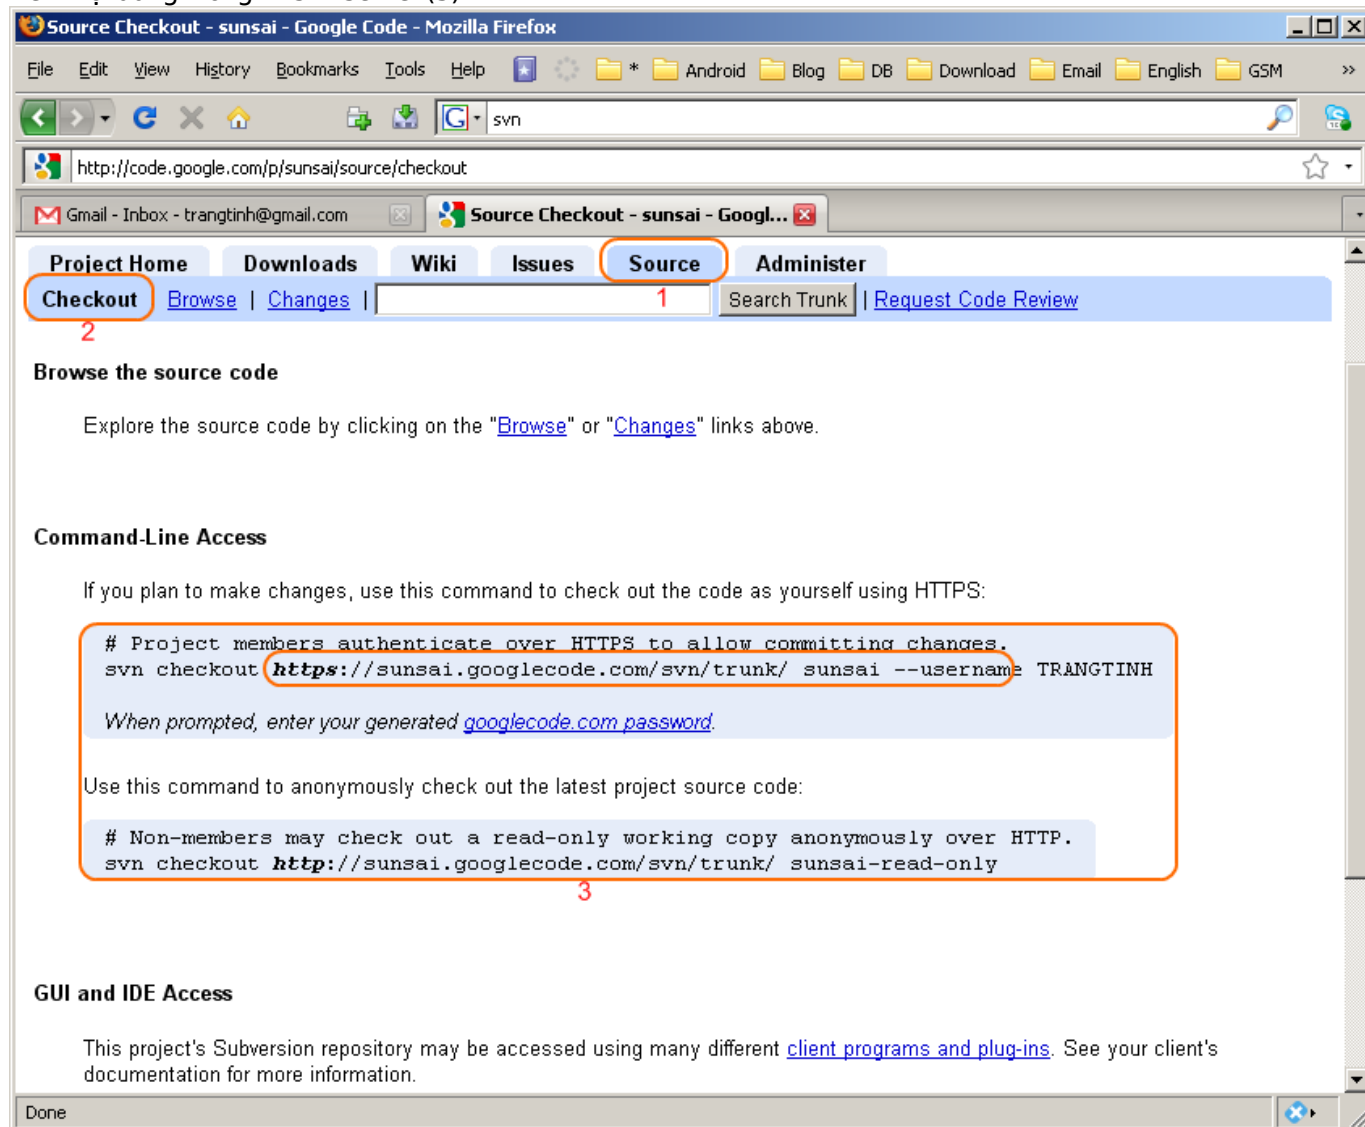 Source Checkout - sunsai - Google Code - Mozilla Firefox
File Edit View History Bookmarks Tools Help * Android Blog DB Download Email English GSM »
G svn
http://code.google.com/p/sunsai/source/checkout
Gmail - Inbox - trangtinh@gmail.com Source Checkout - sunsai - Googl...
Project Home Downloads Wiki Issues Source Administer
Checkout Browse | Changes | 1 Search Trunk | Request Code Review
2
Browse the source code
Explore the source code by clicking on the "Browse" or "Changes" links above.
Command-Line Access
If you plan to make changes, use this command to check out the code as yourself using HTTPS:
# Project members authenticate over HTTPS to allow committing changes.
svn checkout https://sunsai.googlecode.com/svn/trunk/ sunsai --username TRANGTINH
When prompted, enter your generated googlecode.com password.
Use this command to anonymously check out the latest project source code:
# Non-members may check out a read-only working copy anonymously over HTTP.
svn checkout http://sunsai.googlecode.com/svn/trunk/ sunsai-read-only
3
GUI and IDE Access
This project's Subversion repository may be accessed using many different client programs and plug-ins. See your client's
documentation for more information.
Done